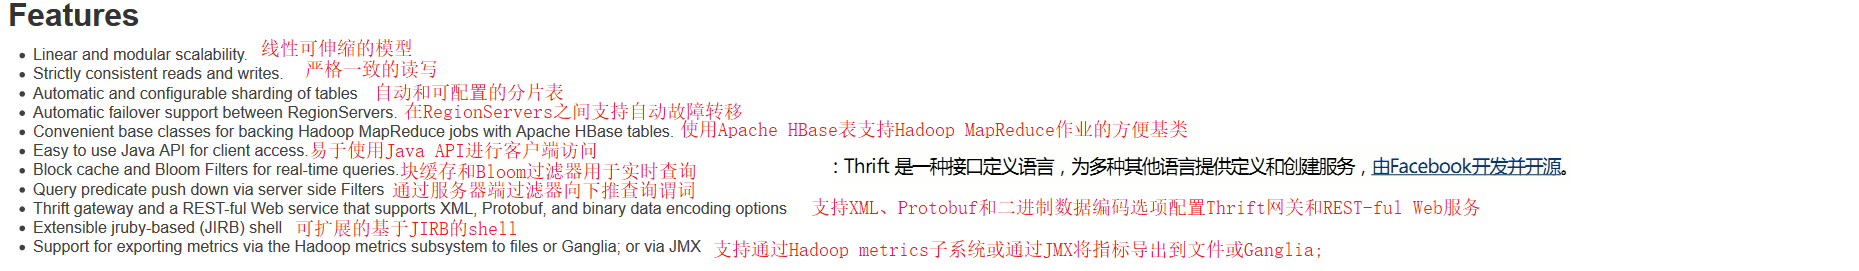 Features
Linear and modular scalability. 线性可伸缩的模型
Strictly consistent reads and writes. 严格一致的读写
Automatic and configurable sharding of tables 自动和可配置的分片表
Automatic failover support between RegionServers. 在RegionServers之间支持自动故障转移
Convenient base classes for backing Hadoop MapReduce jobs with Apache HBase tables. 使用Apache HBase表支持Hadoop MapReduce作业的方便基类
Easy to use Java API for client access.易于使用Java API进行客户端访问
Block cache and Bloom Filters for real-time queries.块缓存和Bloom过滤器用于实时查询 : Thrift 是一种接口定义语言，为多种其他语言提供定义和创建服务，由Facebook开发并开源。
Query predicate push down via server side Filters 通过服务器端过滤器向下推查询谓词
Thrift gateway and a REST-ful Web service that supports XML, Protobuf, and binary data encoding options 支持XML、Protobuf和二进制数据编码选项配置Thrift网关和REST-ful Web服务
Extensible jruby-based (JIRB) shell 可扩展的基于JIRB的shell
Support for exporting metrics via the Hadoop metrics subsystem to files or Ganglia; or via JMX 支持通过Hadoop metrics子系统或通过JMX将指标导出到文件或Ganglia;